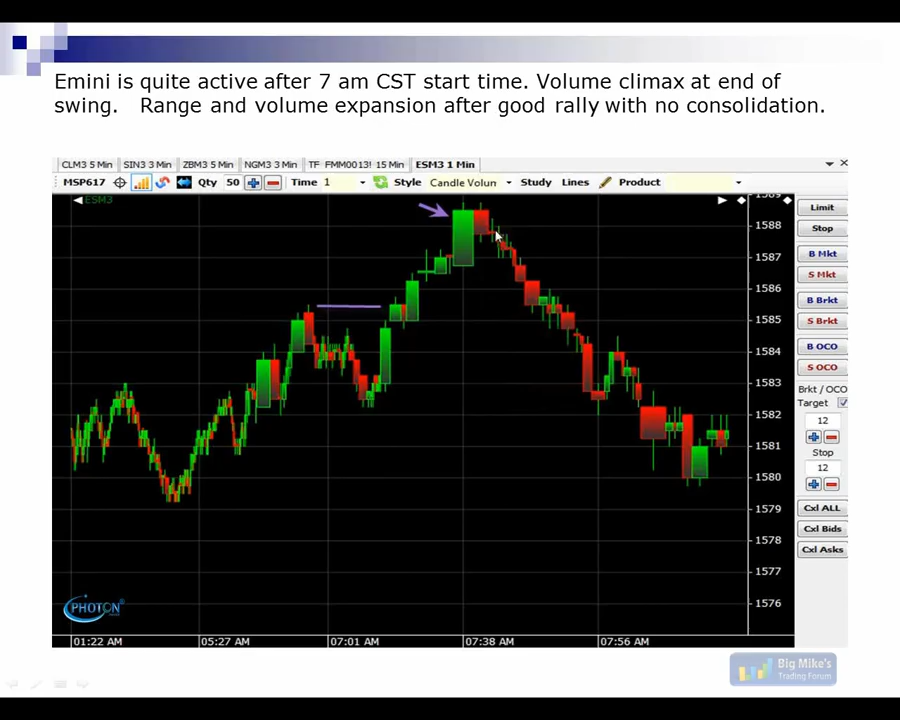 Emini is quite active after 7 am CST start time. Volume climax at end of
swing. Range and volume expansion after good rally with no consolidation.
CLM3 5 Min SIN3 3 Min ZBM3 5 Min NGM3 3 Min TF FMM0013! 15 Min ESM3 1 Min
MSP617 Qty 50 Time 1 Style Candle Volun Study Lines Product
ESM3
1589
1588
1587
1586
1585
1584
1583
1582
1581
1580
1579
1578
1577
1576
Limit
Stop
B Mkt
S Mkt
B Brkt
S Brkt
B OCO
S OCO
Brkt / OCO
Target
12
Stop
12
Cxl ALL
Cxl Bids
Cxl Asks
PHOTON
01:22 AM 05:27 AM 07:01 AM 07:38 AM 07:56 AM
Big Mike's
Trading Forum